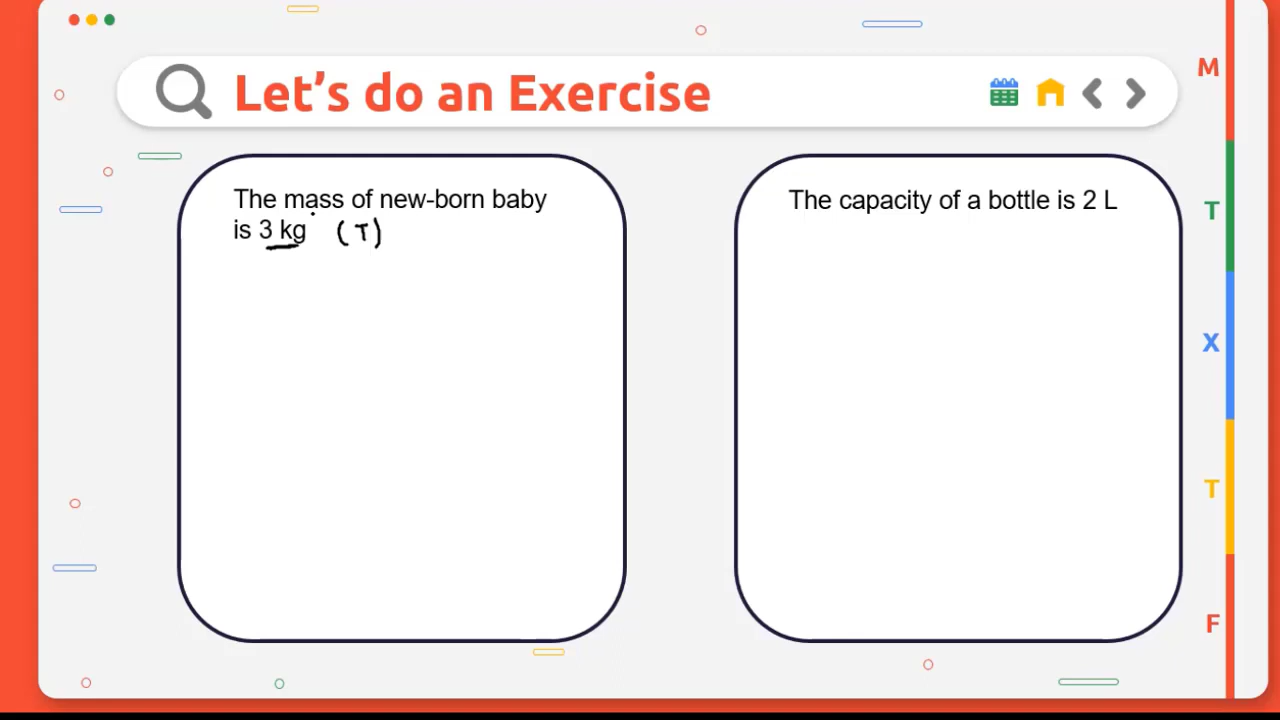 Let's do an Exercise
The mass of new-born baby
is 3 kg (T)
The capacity of a bottle is 2 L
M
T
X
T
F